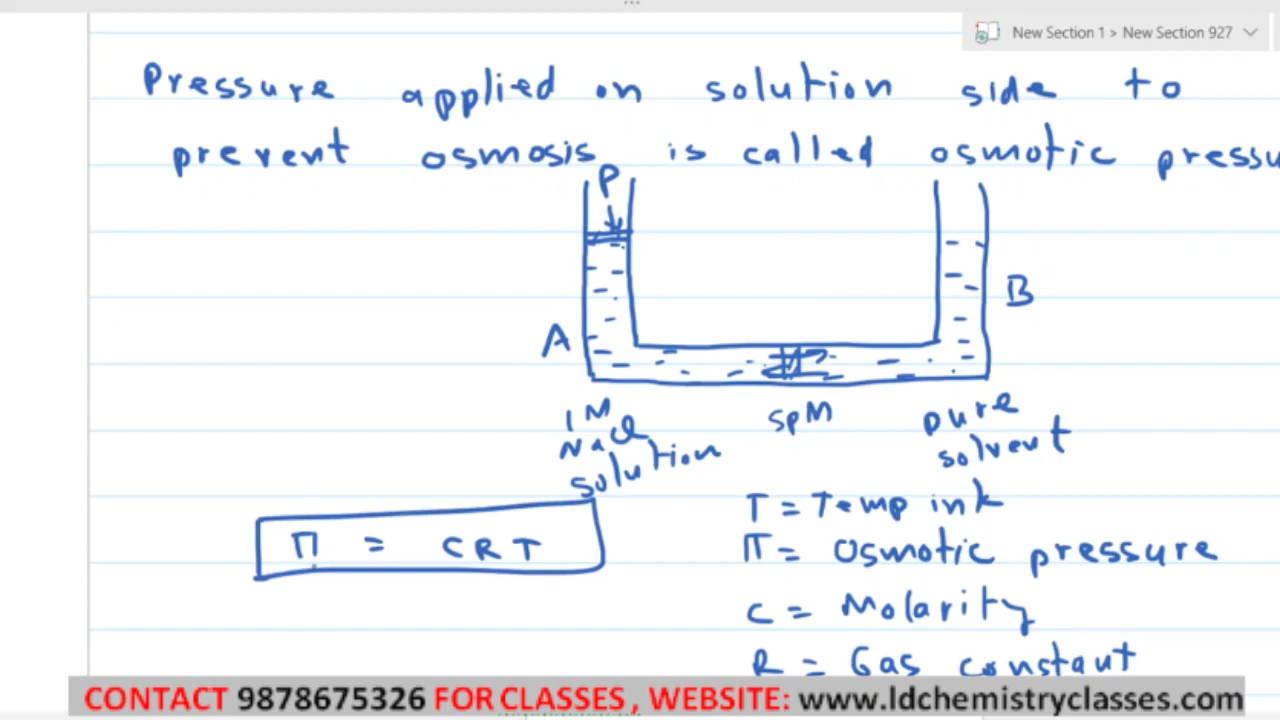 New Section 1 > New Section 927
Pressure applied on solution side to
prevent osmosis is called osmotic pressu
P
A
B
1M
NaCl
solution
SPM
pure
solvent
π = CRT
T = Temp in k
π = Osmotic pressure
C = Molarity
R = Gas constant
CONTACT 9878675326 FOR CLASSES , WEBSITE: www.ldchemistryclasses.com